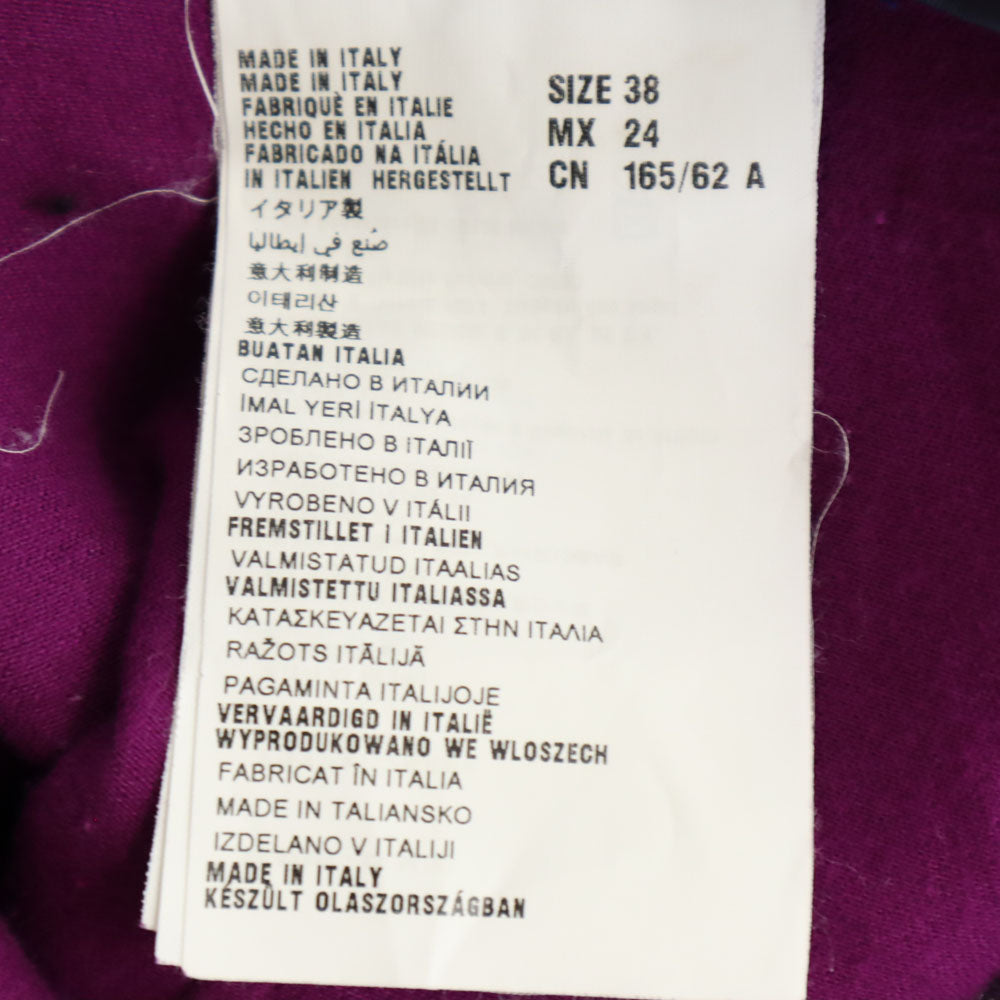 MADE IN ITALY
MADE IN ITALY
FABRIQUÈ EN ITALIE
HECHO EN ITALIA
FABRICADO NA ITÁLIA
IN ITALIEN HERGESTELLT
イタリア製
صُنع في إيطاليا
意大利制造
이태리산
意大利製造
BUATAN ITALIA
СДЕЛАНО В ИТАЛИИ
İMAL YERİ İTALYA
ЗРОБЛЕНО В ІТАЛІЇ
ИЗРАБОТЕНО В ИТАЛИЯ
VYROBENO V ITÁLII
FREMSTILLET I ITALIEN
VALMISTATUD ITAALIAS
VALMISTETTU ITALIASSA
ΚΑΤΑΣΚΕΥΑΖΕΤΑΙ ΣΤΗΝ ΙΤΑΛΙΑ
RAŽOTS ITĀLIJĀ
PAGAMINTA ITALIJOJE
VERVAARDIGD IN ITALIË
WYPRODUKOWANO WE WLOSZECH
FABRICAT ÎN ITALIA
MADE IN TALIANSKO
IZDELANO V ITALIJI
MADE IN ITALY
KÉSZÜLT OLASZORSZÁGBAN
SIZE 38
MX 24
CN 165/62 A